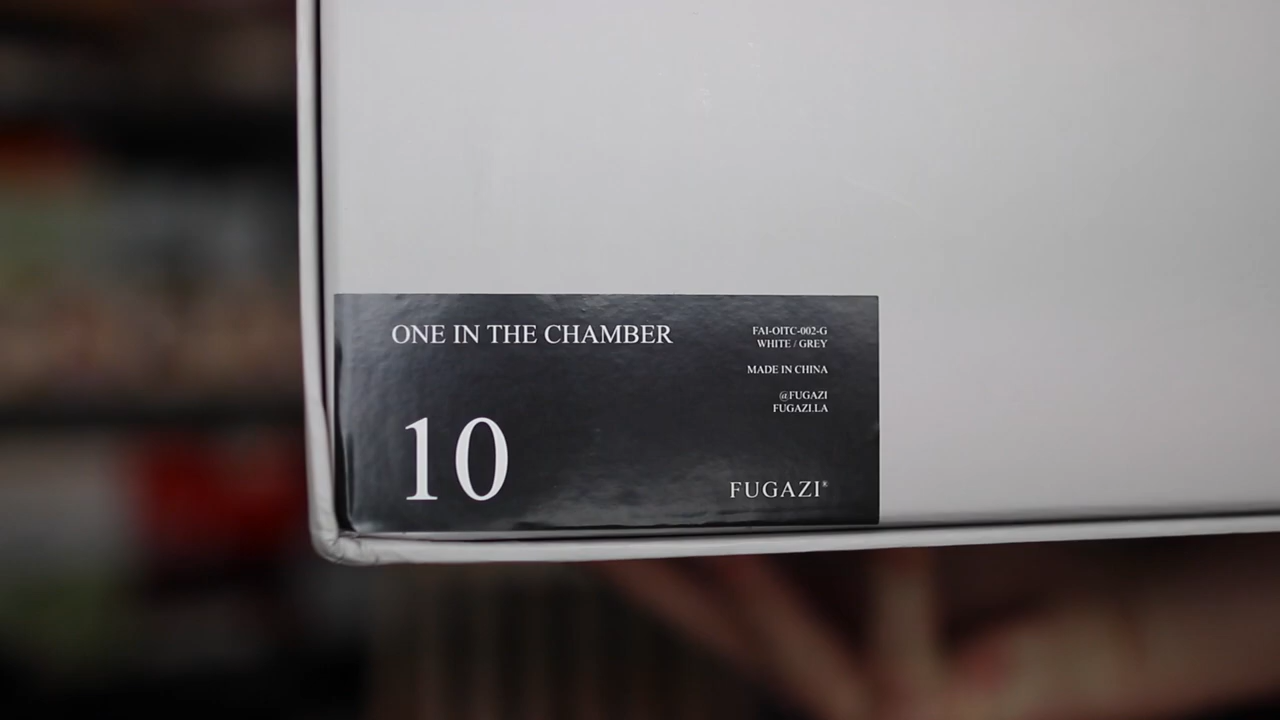 ONE IN THE CHAMBER
10
FAI-OITC-002-G
WHITE / GREY
MADE IN CHINA
@FUGAZI
FUGAZI.LA
FUGAZI®